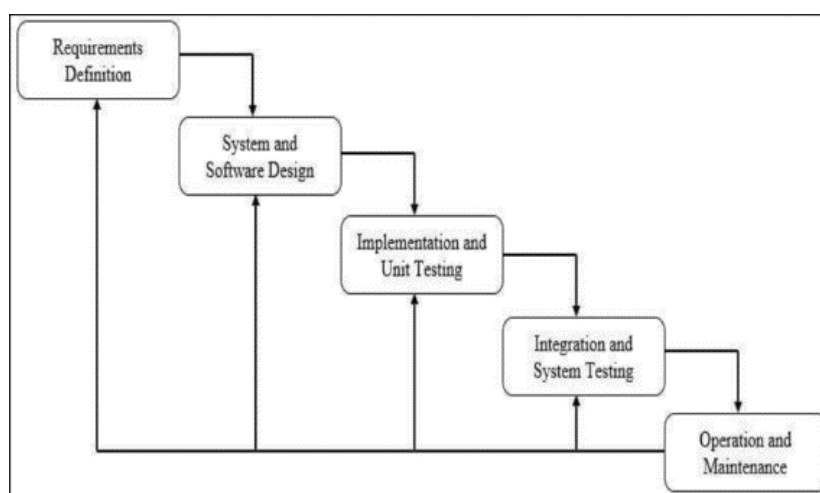 Requirements
Definition
System and
Software Design
Implementation and
Unit Testing
Integration and
System Testing
Operation and
Maintenance